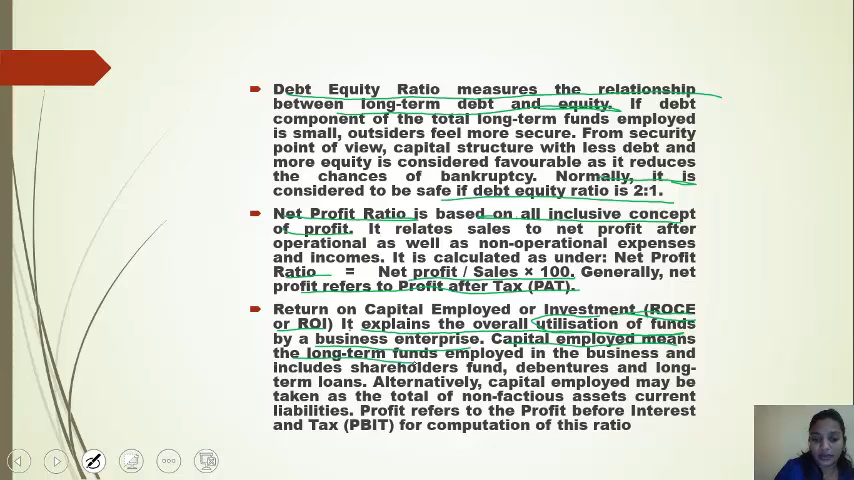 Debt Equity Ratio measures the relationship
between long-term debt and equity. If debt
component of the total long-term funds employed
is small, outsiders feel more secure. From security
point of view, capital structure with less debt and
more equity is considered favourable as it reduces
the chances of bankruptcy. Normally, it is
considered to be safe if debt equity ratio is 2:1.
Net Profit Ratio is based on all inclusive concept
of profit. It relates sales to net profit after
operational as well as non-operational expenses
and incomes. It is calculated as under: Net Profit
Ratio = Net profit / Sales × 100. Generally, net
profit refers to Profit after Tax (PAT).
Return on Capital Employed or Investment (ROCE
or ROI) It explains the overall utilisation of funds
by a business enterprise. Capital employed means
the long-term funds employed in the business and
includes shareholders fund, debentures and long-
term loans. Alternatively, capital employed may be
taken as the total of non-factious assets current
liabilities. Profit refers to the Profit before Interest
and Tax (PBIT) for computation of this ratio